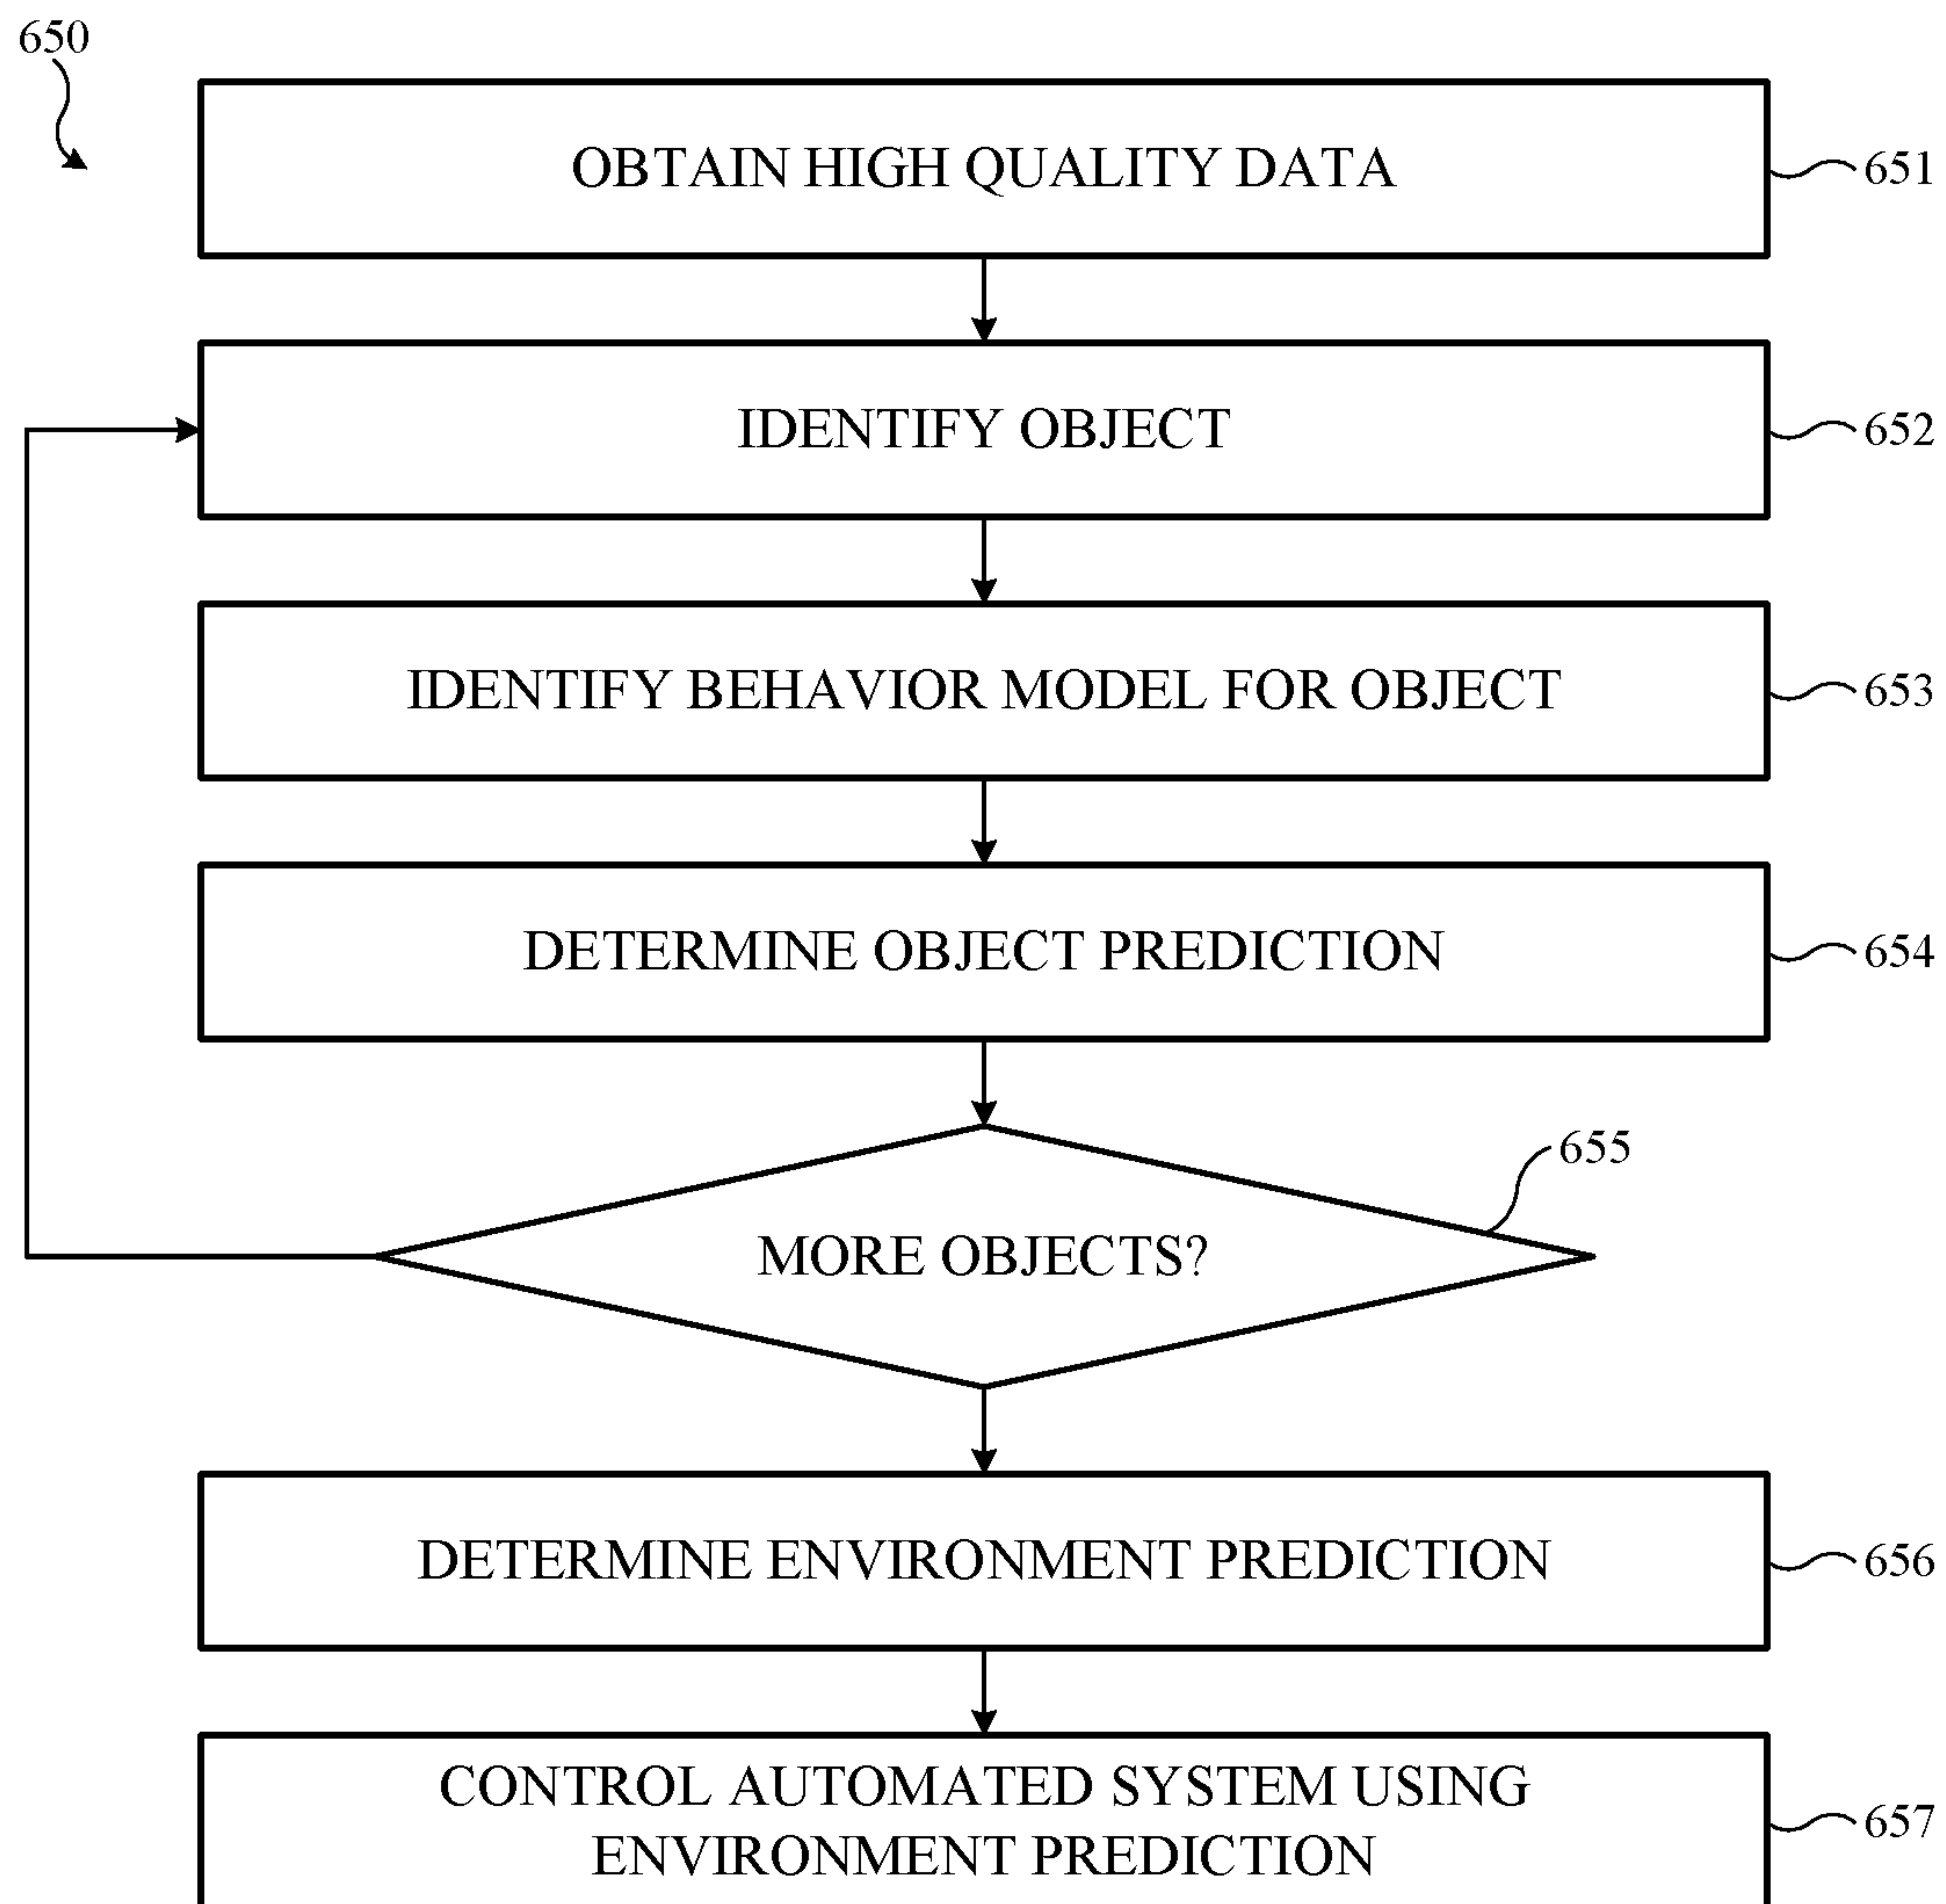 650
OBTAIN HIGH QUALITY DATA
651
IDENTIFY OBJECT
652
IDENTIFY BEHAVIOR MODEL FOR OBJECT
653
DETERMINE OBJECT PREDICTION
654
655
MORE OBJECTS?
DETERMINE ENVIRONMENT PREDICTION
656
CONTROL AUTOMATED SYSTEM USING
ENVIRONMENT PREDICTION
657